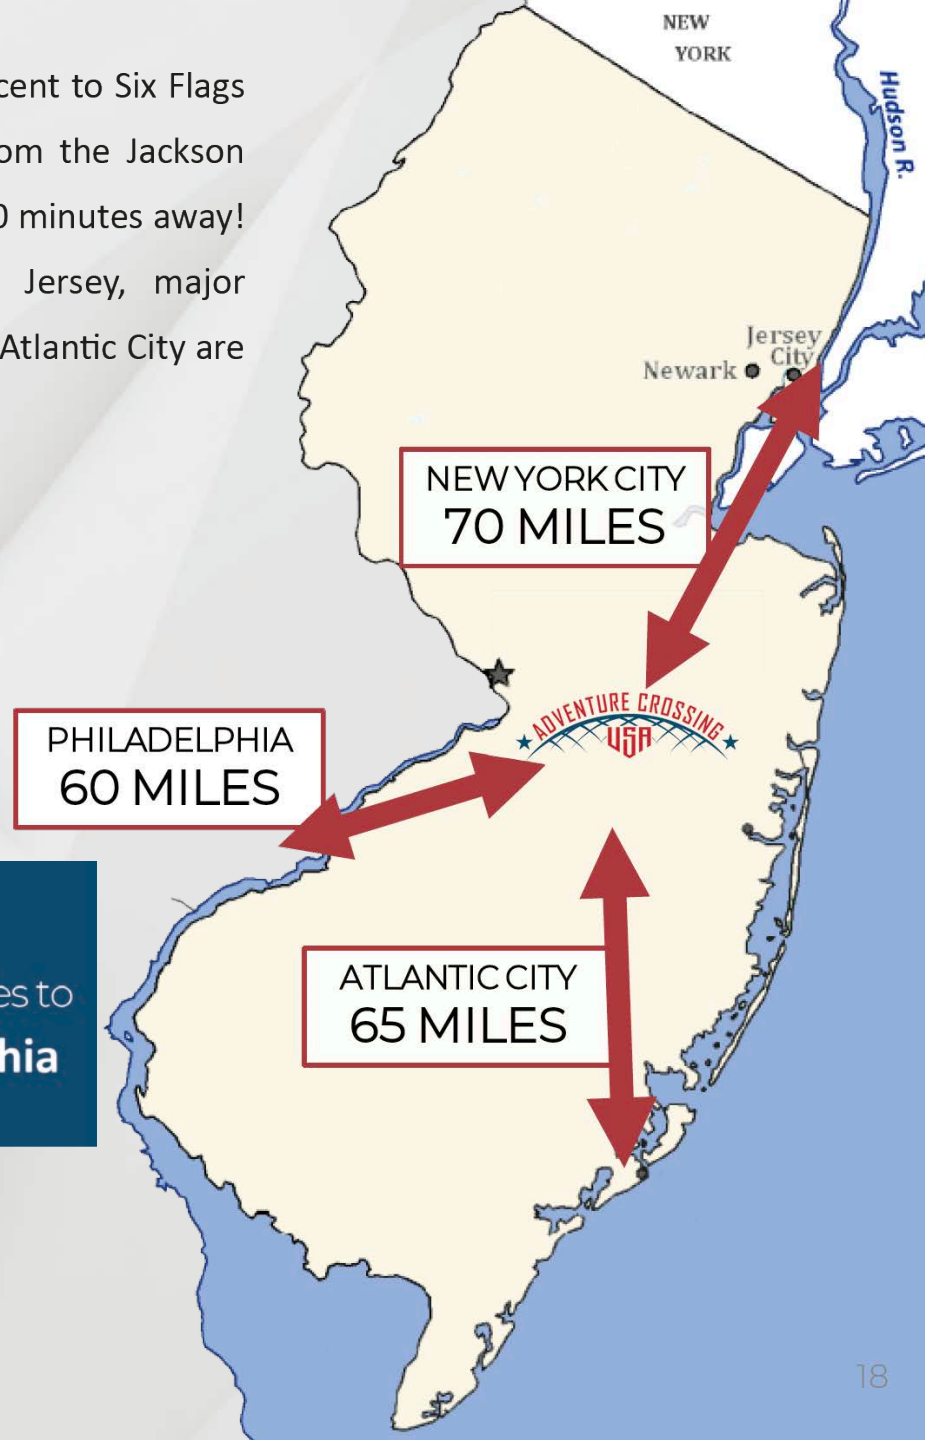 cent to Six Flags
om the Jackson
0 minutes away!
Jersey, major
Atlantic City are
NEW
YORK
Hudson R.
Jersey
City
Newark
NEW YORK CITY
70 MILES
ADVENTURE CROSSING
USA
PHILADELPHIA
60 MILES
es to
hia
ATLANTIC CITY
65 MILES
18